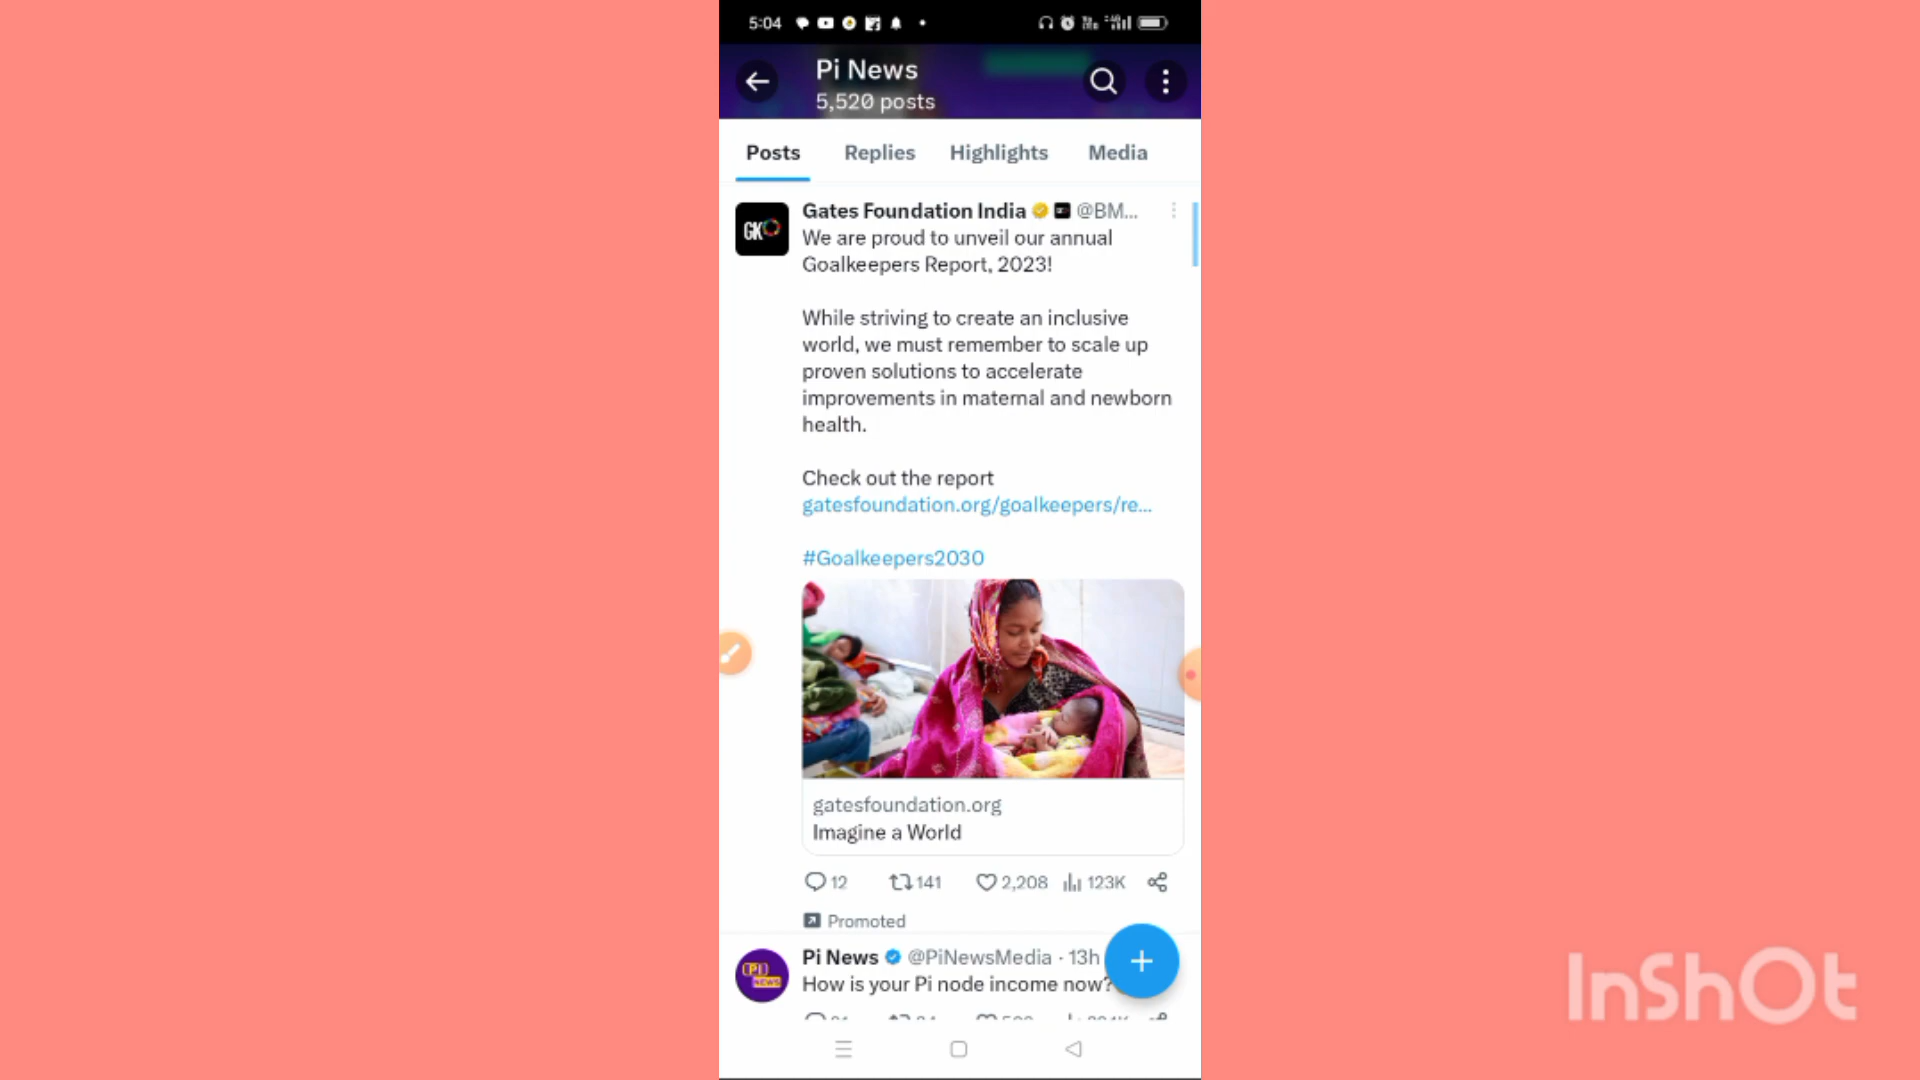 5:04
Pi News
5,520 posts
Posts Replies Highlights Media
GK
Gates Foundation India @BM...
We are proud to unveil our annual
Goalkeepers Report, 2023!
While striving to create an inclusive
world, we must remember to scale up
proven solutions to accelerate
improvements in maternal and newborn
health.
Check out the report
gatesfoundation.org/goalkeepers/re...
#Goalkeepers2030
gatesfoundation.org
Imagine a World
12 141 2,208 123K
Promoted
Pi News @PiNewsMedia · 13h
PI
NEWS
How is your Pi node income now?
InShOt